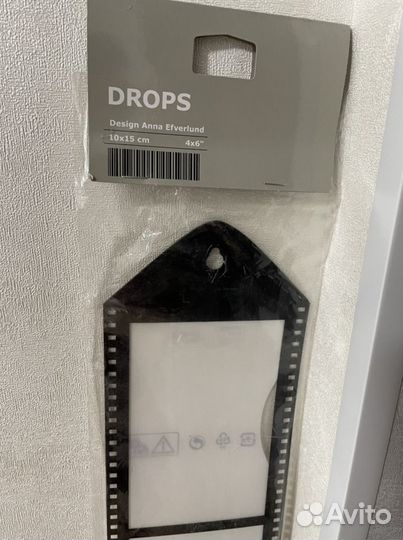 DROPS
Design Anna Efverlund
10x15 cm 4x6"
Avito